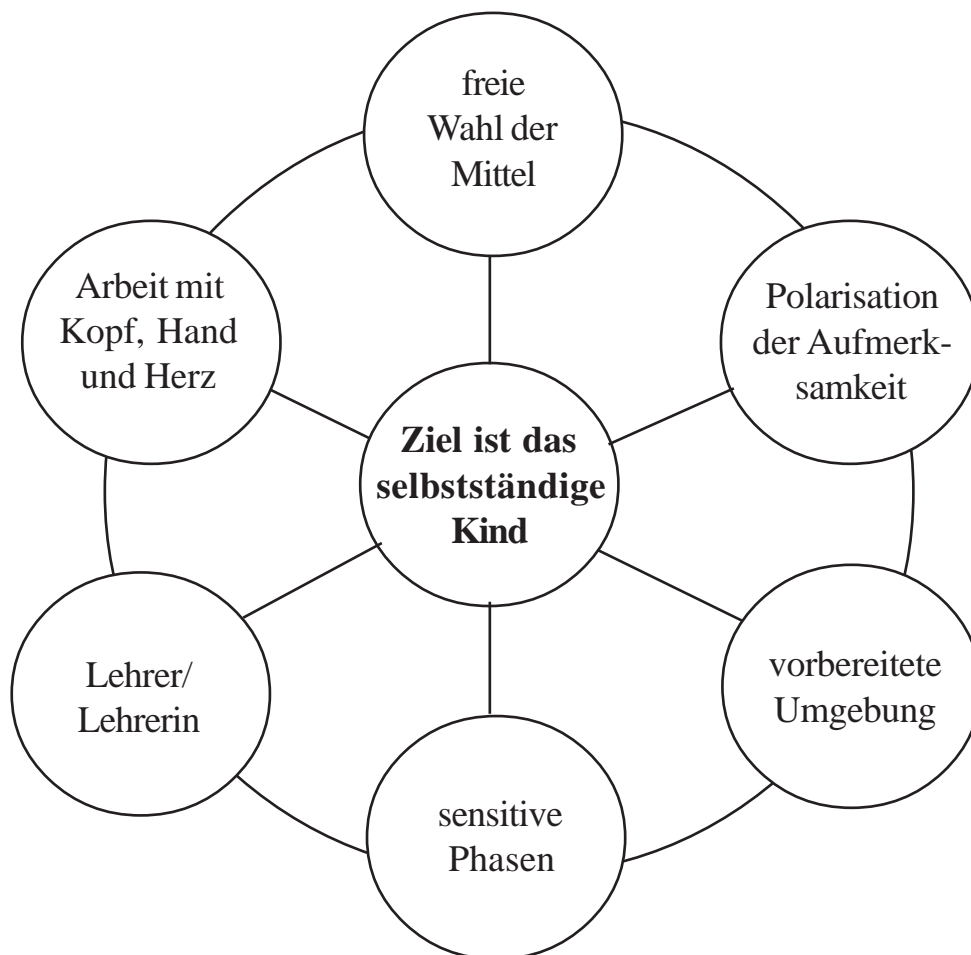 freie
Wahl der
Mittel
Arbeit mit
Kopf, Hand
und Herz
Polarisation
der Aufmerk-
samkeit
Ziel ist das
selbstständige
Kind
Lehrer/
Lehrerin
vorbereitete
Umgebung
sensitive
Phasen